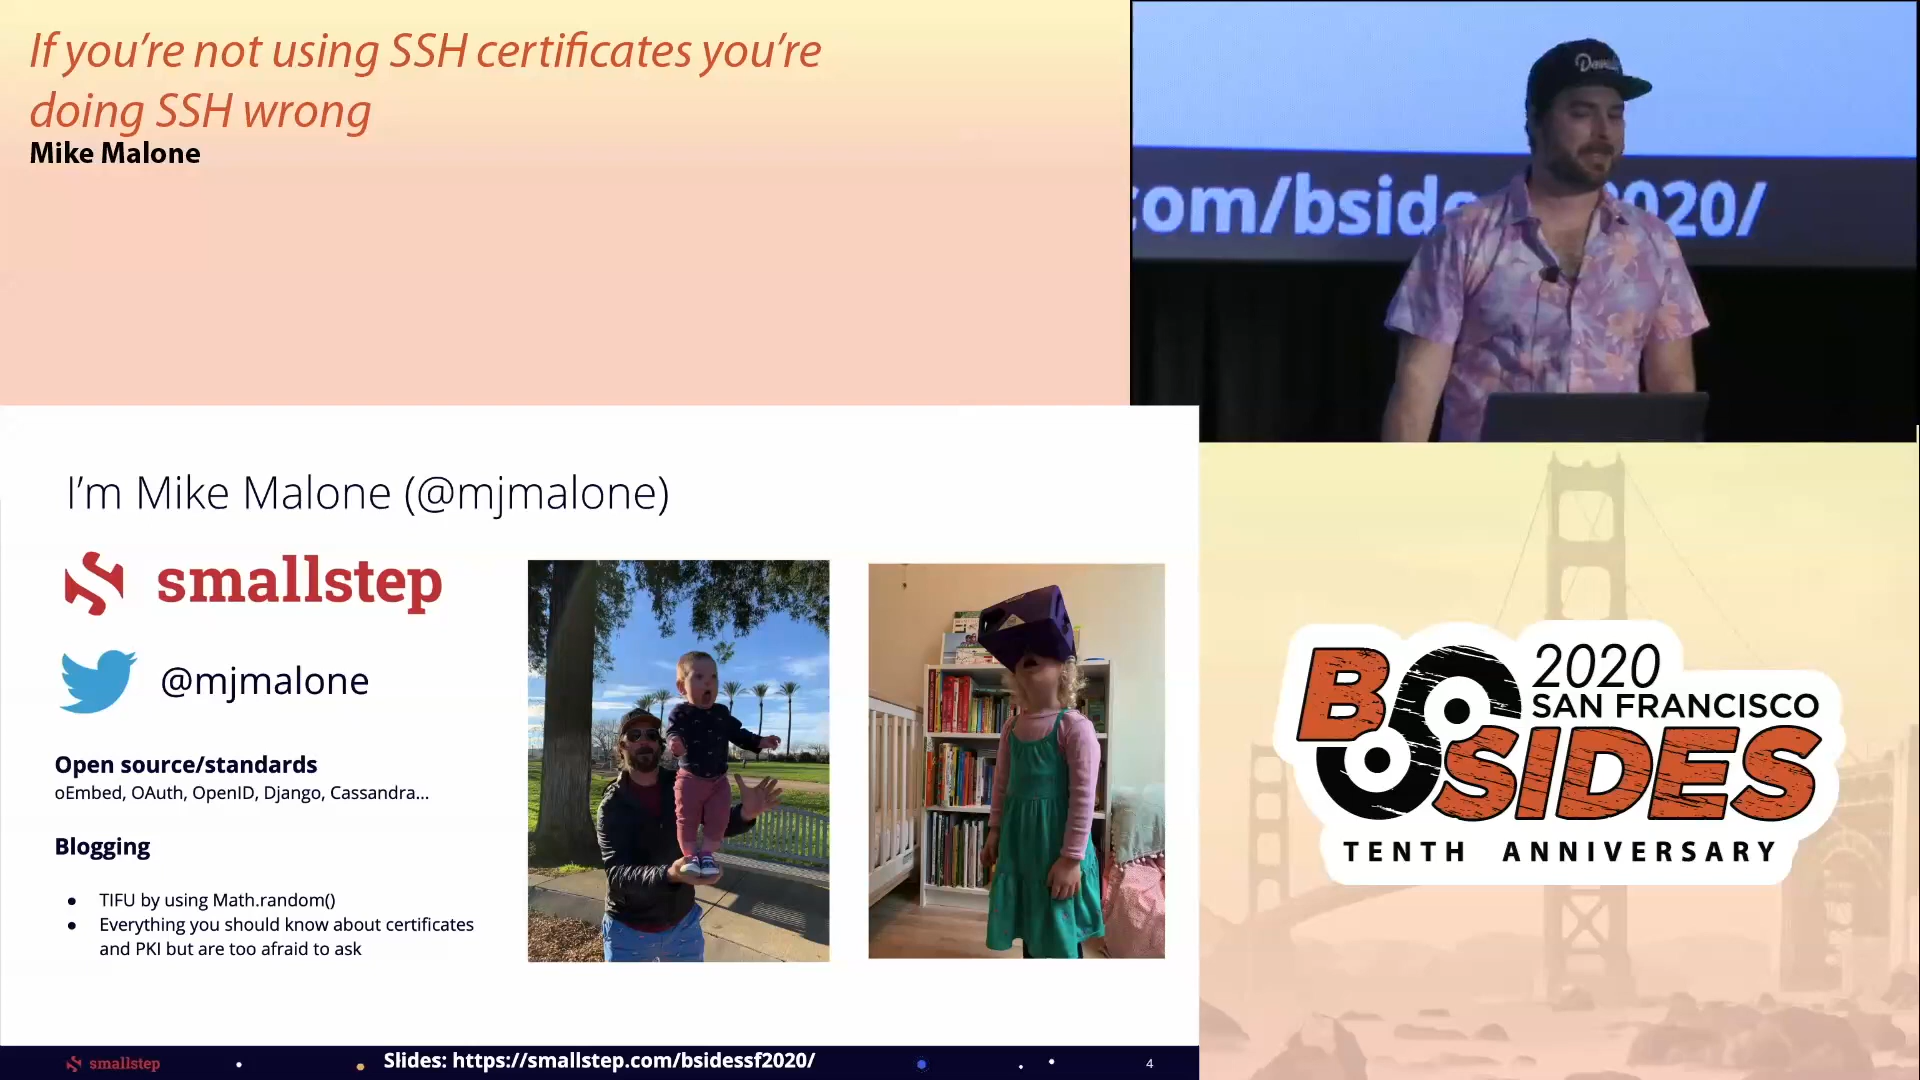 If you’re not using SSH certificates you’re
doing SSH wrong
Mike Malone
com/bside 2020/
I’m Mike Malone (@mjmalone)
smallstep
@mjmalone
Open source/standards
oEmbed, OAuth, OpenID, Django, Cassandra...
Blogging
● TIFU by using Math.random()
● Everything you should know about certificates
and PKI but are too afraid to ask
smallstep
Slides: https://smallstep.com/bsidessf2020/
4
2020
SAN FRANCISCO
BSIDES
TENTH ANNIVERSARY